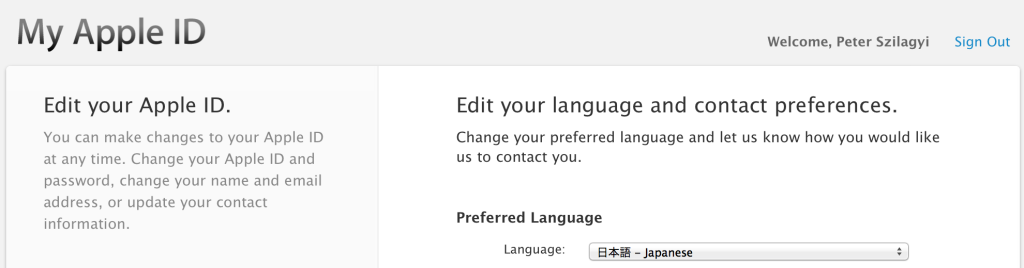 My Apple ID
Welcome, Peter Szilagyi
Sign Out
Edit your Apple ID.
You can make changes to your Apple ID
at any time. Change your Apple ID and
password, change your name and email
address, or update your contact
information.
Edit your language and contact preferences.
Change your preferred language and let us know how you would like
us to contact you.
Preferred Language
Language: 日本語 – Japanese